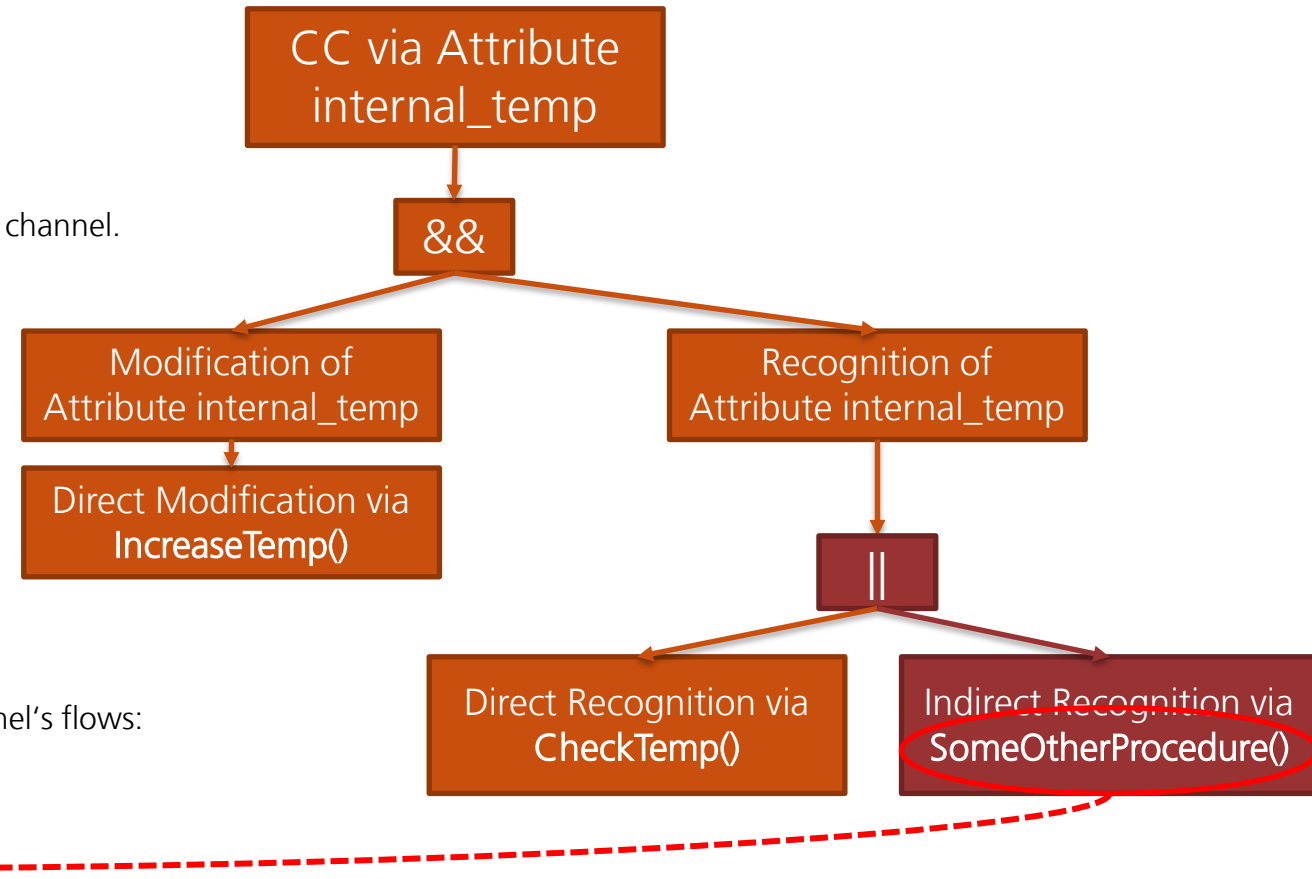 CC via Attribute
internal_temp
channel.
&&
Modification of
Attribute internal_temp
Recognition of
Attribute internal_temp
Direct Modification via
IncreaseTemp()
||
Direct Recognition via
CheckTemp()
Indirect Recognition via
SomeOtherProcedure()
nel‘s flows: